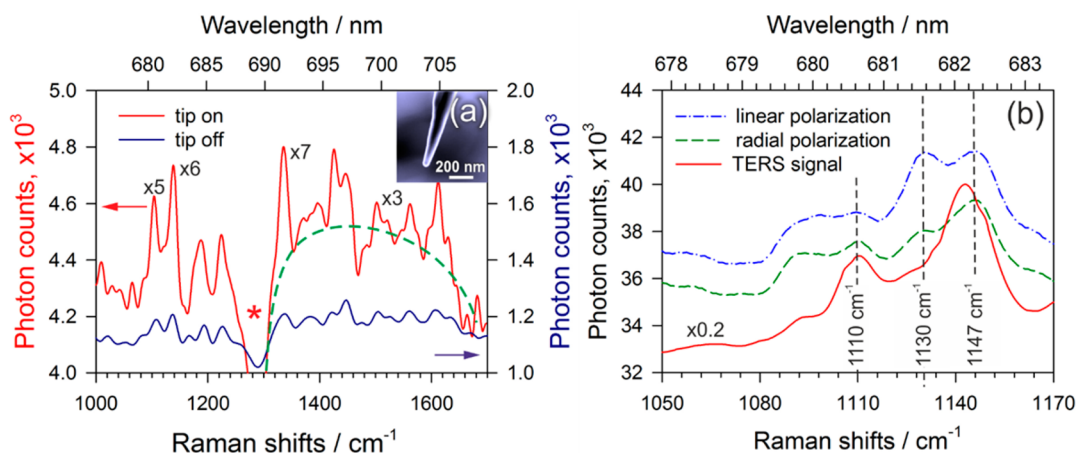 Wavelength / nm
680 685 690 695 700 705
5.0
4.8
4.6
4.4
4.2
4.0
Photon counts, x10³
tip on
tip off
x5
x6
x7
x3
*
(a)
200 nm
2.0
1.8
1.6
1.4
1.2
1.0
Photon counts, x10³
1000 1200 1400 1600
Raman shifts / cm⁻¹
Wavelength / nm
678 679 680 681 682 683
44
42
40
38
36
34
32
Photon counts, x10³
(b)
linear polarization
radial polarization
TERS signal
x0.2
1110 cm⁻¹
1130 cm⁻¹
1147 cm⁻¹
1050 1080 1110 1140 1170
Raman shifts / cm⁻¹